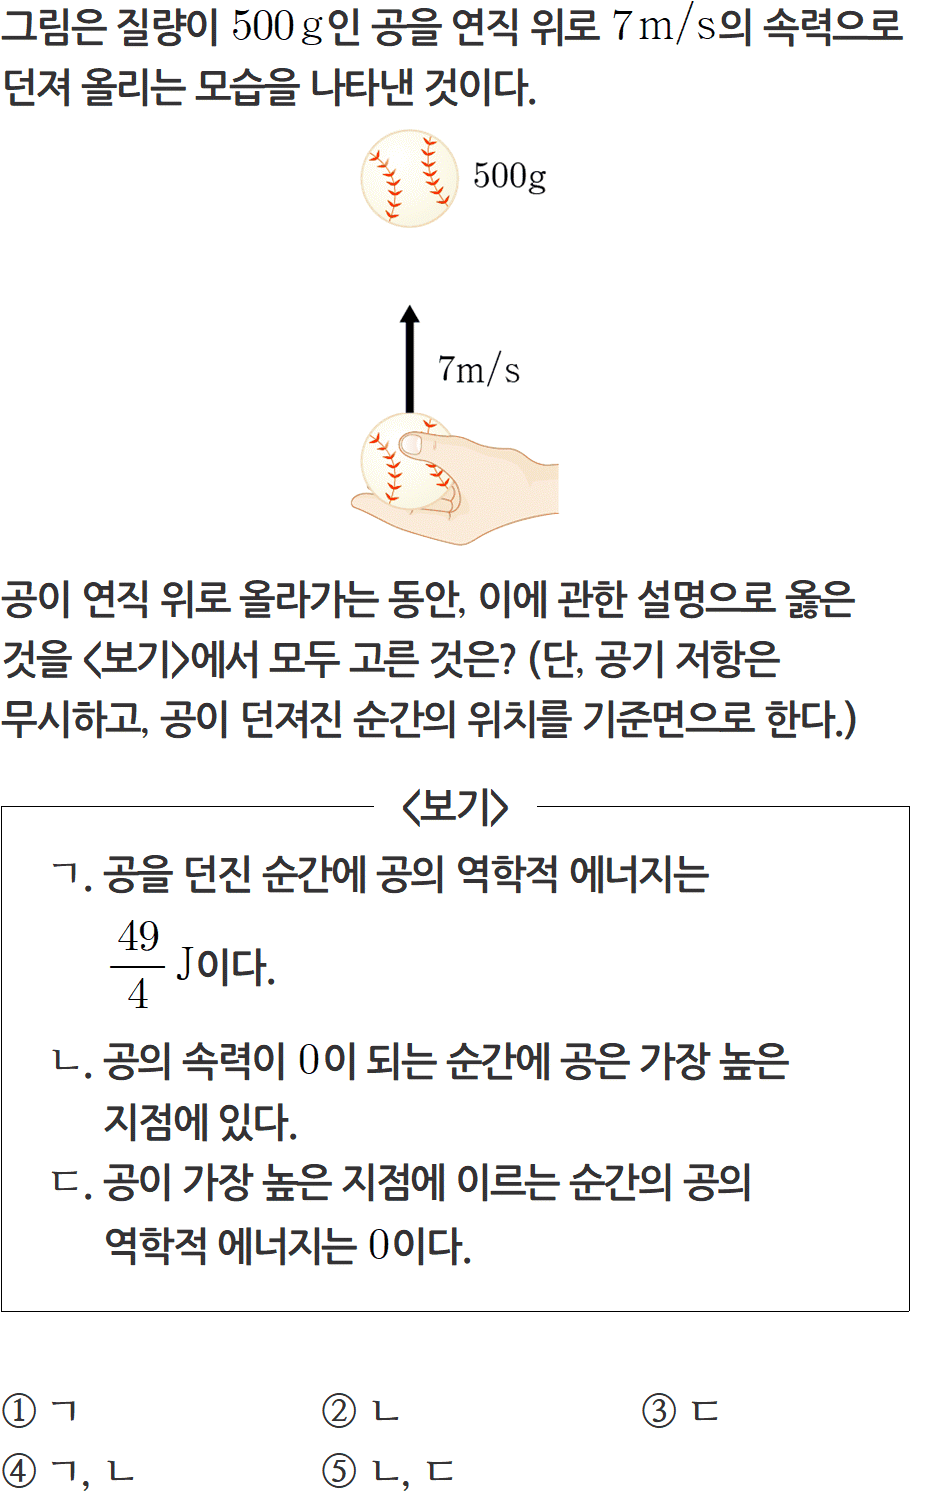 그림은 질량이 500g인 공을 연직 위로 7m/s의 속력으로
던져 올리는 모습을 나타낸 것이다.
500g
7m/s
공이 연직 위로 올라가는 동안, 이에 관한 설명으로 옳은
것을 <보기>에서 모두 고른 것은? (단, 공기 저항은
무시하고, 공이 던져진 순간의 위치를 기준면으로 한다.)
<보기>
ㄱ. 공을 던진 순간에 공의 역학적 에너지는
49/4 J이다.
ㄴ. 공의 속력이 0이 되는 순간에 공은 가장 높은
지점에 있다.
ㄷ. 공이 가장 높은 지점에 이르는 순간의 공의
역학적 에너지는 0이다.
① ㄱ ② ㄴ ③ ㄷ
④ ㄱ, ㄴ ⑤ ㄴ, ㄷ